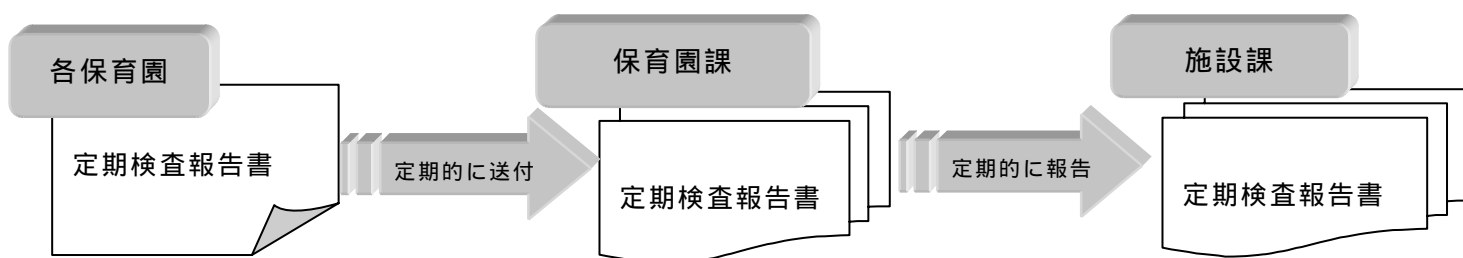 各保育園
保育園課
施設課
定期検査報告書
定期的に送付
定期検査報告書
定期的に報告
定期検査報告書